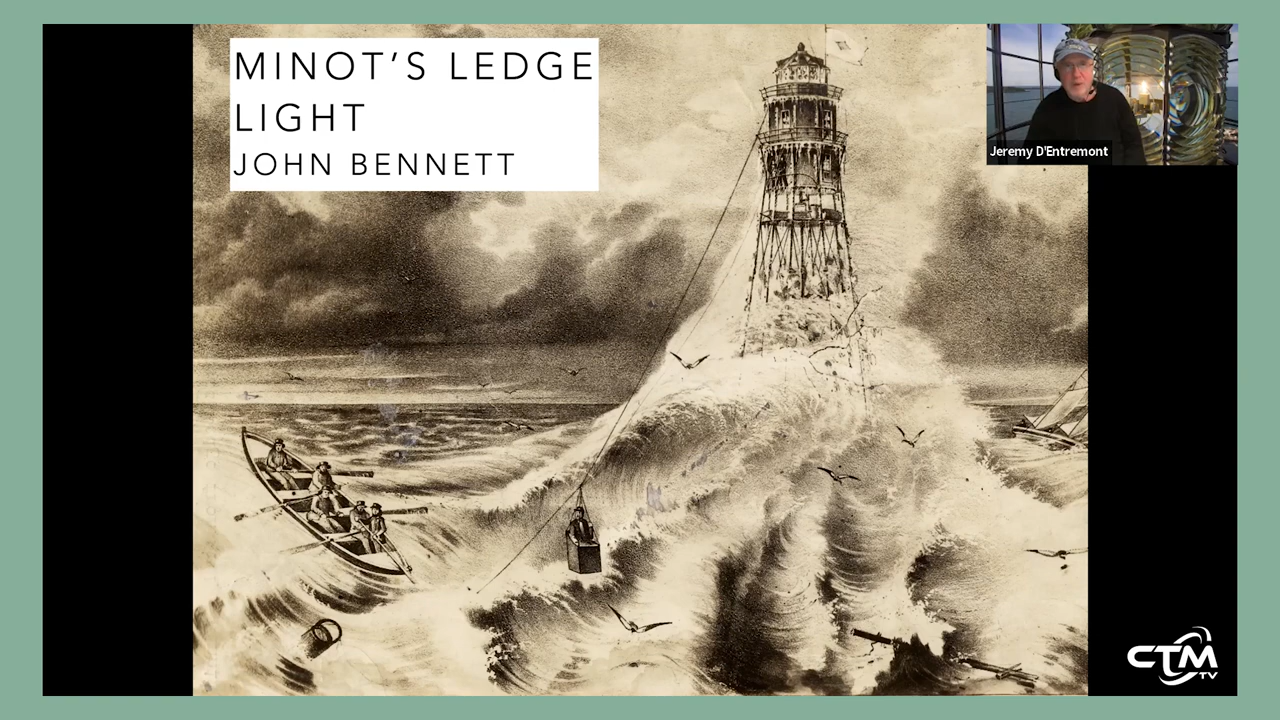 MINOT'S LEDGE
LIGHT
JOHN BENNETT
Jeremy D'Entremont
CTM
TV